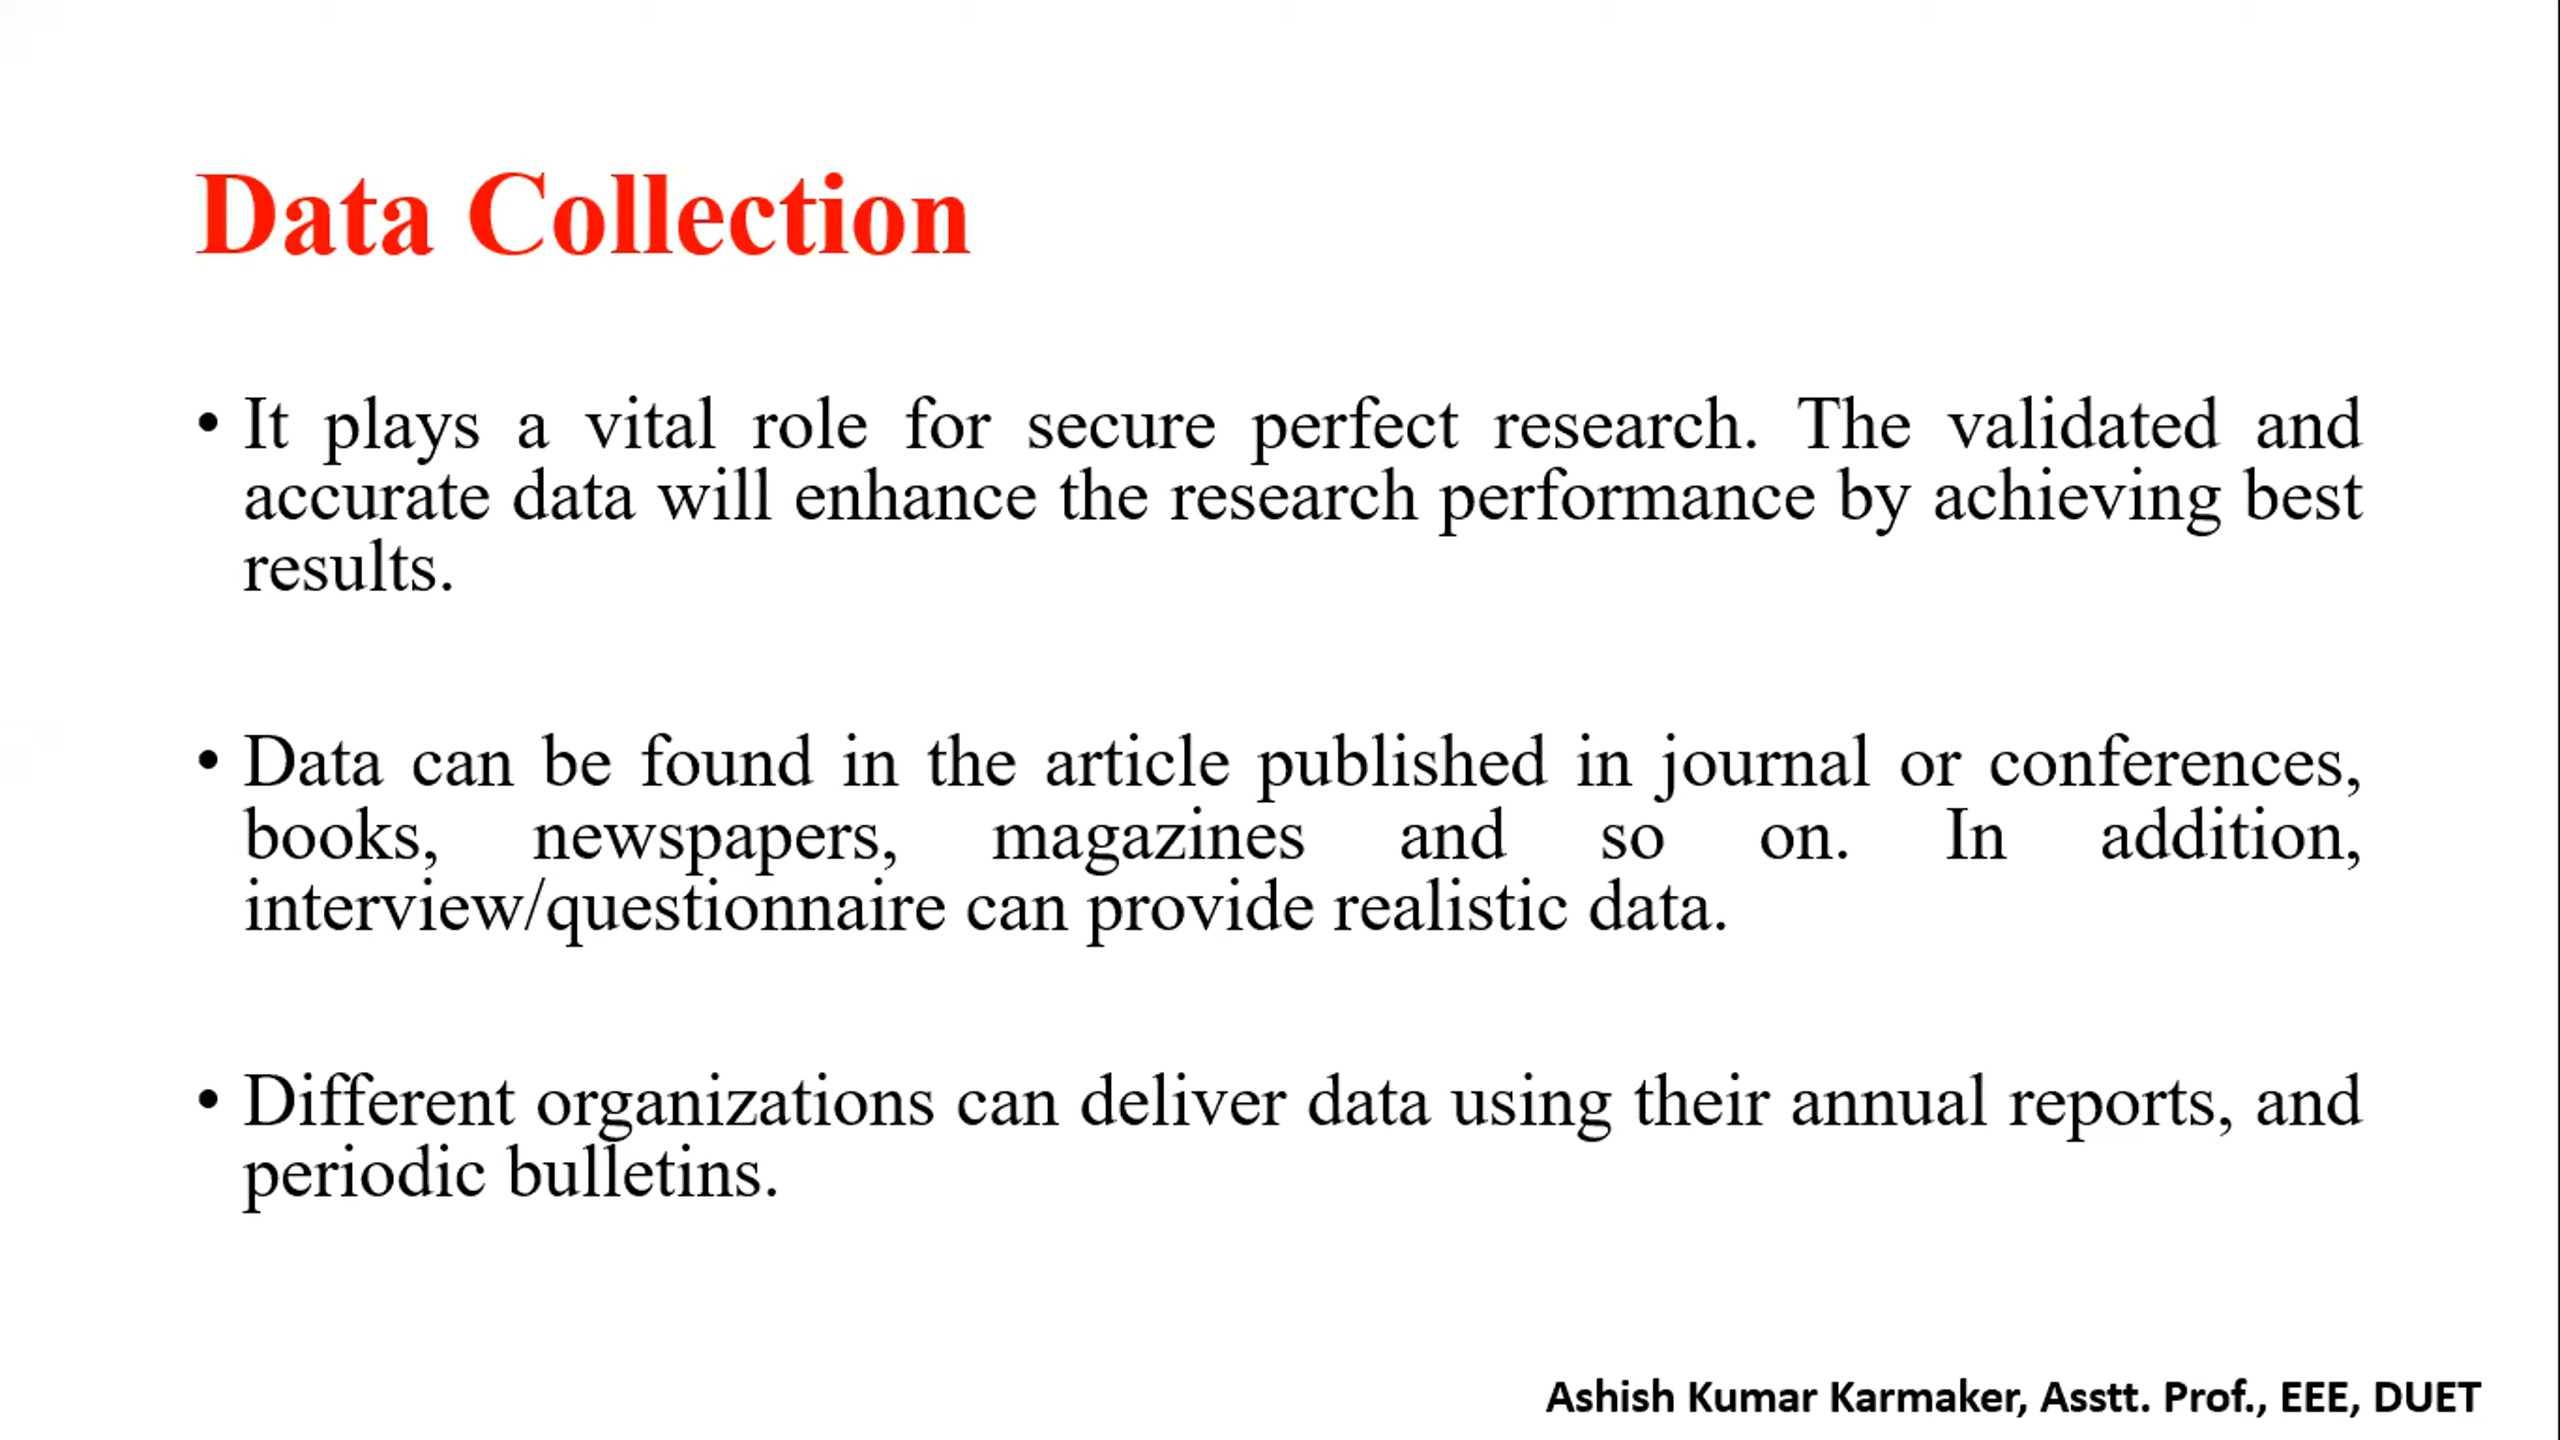 Data Collection
• It plays a vital role for secure perfect research. The validated and
accurate data will enhance the research performance by achieving best
results.
• Data can be found in the article published in journal or conferences,
books, newspapers, magazines and so on. In addition,
interview/questionnaire can provide realistic data.
• Different organizations can deliver data using their annual reports, and
periodic bulletins.
Ashish Kumar Karmaker, Asstt. Prof., EEE, DUET